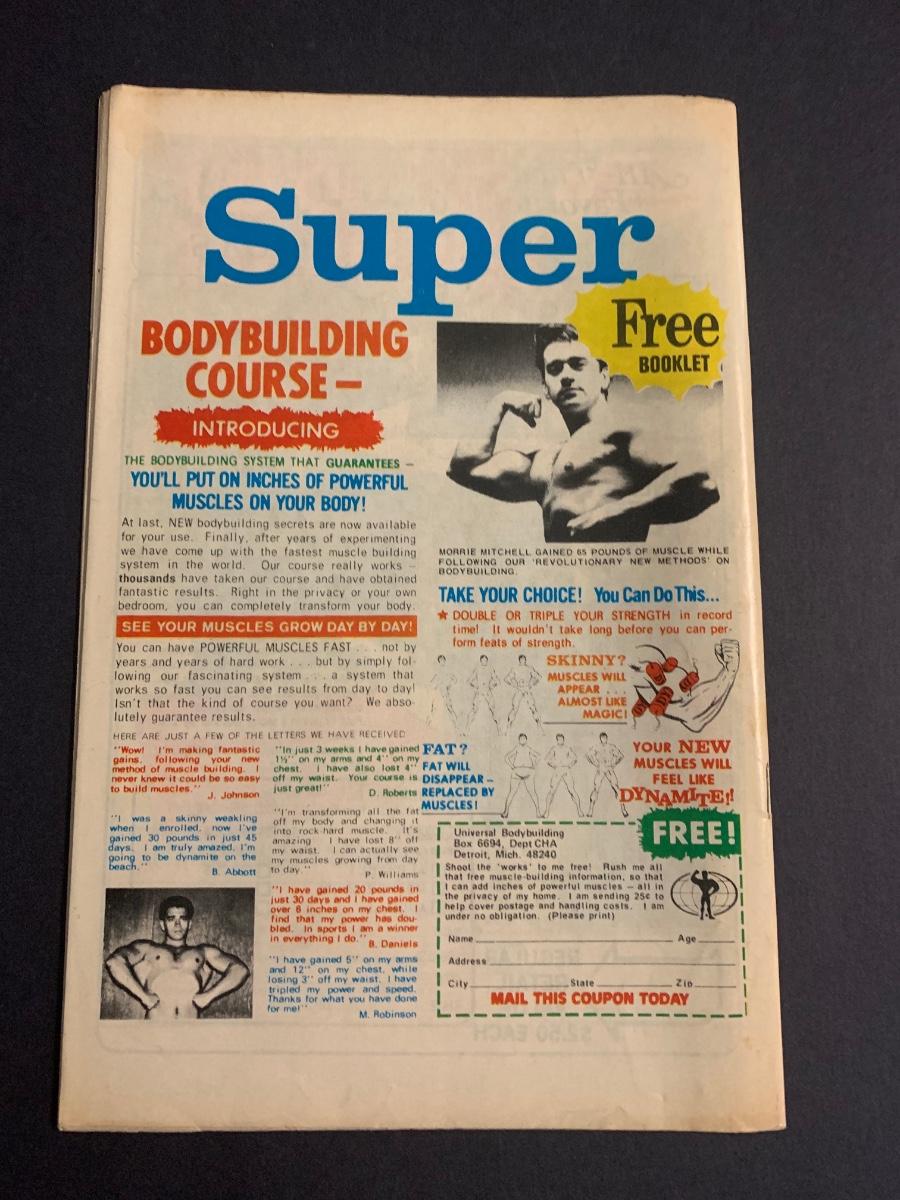 Super
Free
BOOKLET
BODYBUILDING
COURSE —
INTRODUCING
THE BODYBUILDING SYSTEM THAT GUARANTEES —
YOU'LL PUT ON INCHES OF POWERFUL
MUSCLES ON YOUR BODY!
At last, NEW bodybuilding secrets are now available
for your use. Finally, after years of experimenting
we have come up with the fastest muscle building
system in the world. Our course really works —
thousands have taken our course and have obtained
fantastic results. Right in the privacy or your own
bedroom, you can completely transform your body.
SEE YOUR MUSCLES GROW DAY BY DAY!
You can have POWERFUL MUSCLES FAST . . . not by
years and years of hard work . . . but by simply fol-
lowing our fascinating system . . . a system that
works so fast you can see results from day to day!
Isn't that the kind of course you want? We abso-
lutely guarantee results.
HERE ARE JUST A FEW OF THE LETTERS WE HAVE RECEIVED
"Wow! I'm making fantastic
gains, following your new
method of muscle building. I
never knew it could be so easy
to build muscles."
J. Johnson
"I was a skinny weakling
when I enrolled, now I've
gained 30 pounds in just 45
days. I am truly amazed. I'm
going to be dynamite on the
beach."
B. Abbott
"In just 3 weeks I have gained
1½" on my arms and 4" on my
chest. I have also lost 4"
off my waist. Your course is
just great!"
D. Roberts
"I'm transforming all the fat
off my body and changing it
into rock-hard muscle. It's
amazing I have lost 8" off
my waist. I can actually see
my muscles growing from day
to day."
P. Williams
"I have gained 20 pounds in
just 30 days and I have gained
over 6 inches on my chest. I
find that my power has dou-
bled. In sports I am a winner
in everything I do."
B. Daniels
"I have gained 5" on my arms
and 12" on my chest, while
losing 3" off my waist. I have
tripled my power and speed.
Thanks for what you have done
for me!"
M. Robinson
MORRIE MITCHELL GAINED 65 POUNDS OF MUSCLE WHILE
FOLLOWING OUR 'REVOLUTIONARY NEW METHODS' ON
BODYBUILDING.
TAKE YOUR CHOICE! You Can Do This...
★ DOUBLE OR TRIPLE YOUR STRENGTH in record
time! It wouldn't take long before you can per-
form feats of strength.
SKINNY?
MUSCLES WILL
APPEAR . . .
ALMOST LIKE
MAGIC!
FAT?
FAT WILL
DISAPPEAR —
REPLACED BY
MUSCLES!
YOUR NEW
MUSCLES WILL
FEEL LIKE
DYNAMITE!!
FREE!
Universal Bodybuilding
Box 6694, Dept CHA
Detroit, Mich. 48240
Shoot the 'works' to me free! Rush me all
that free muscle-building information, so that
I can add inches of powerful muscles — all in
the privacy of my home. I am sending 25¢ to
help cover postage and handling costs. I am
under no obligation. (Please print)
Name Age
Address
City State Zip
MAIL THIS COUPON TODAY
$2.50 EACH